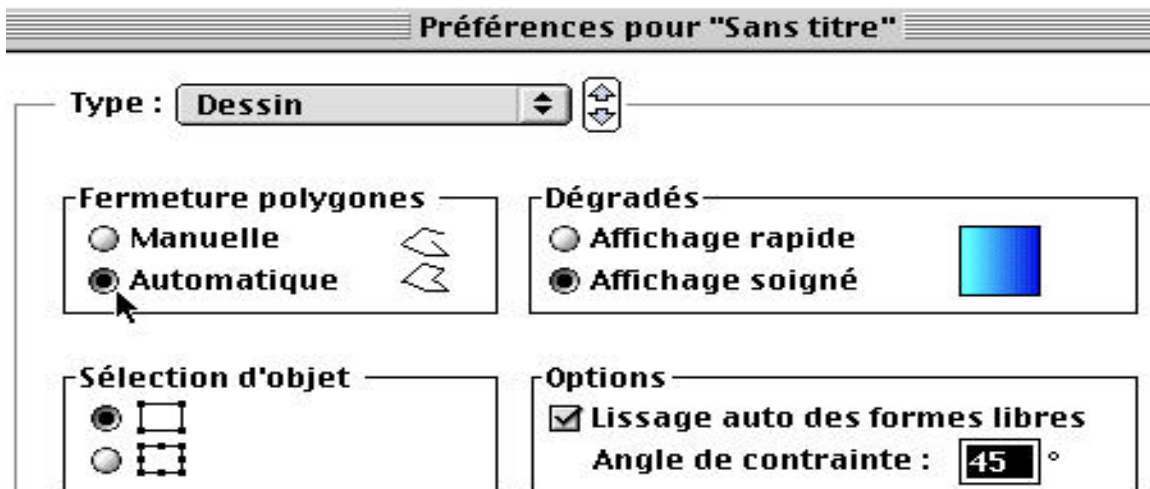 Préférences pour "Sans titre"
Type : Dessin
Fermeture polygones
Manuelle
Automatique
Dégradés
Affichage rapide
Affichage soigné
Sélection d'objet
Options
Lissage auto des formes libres
Angle de contrainte : 45 °